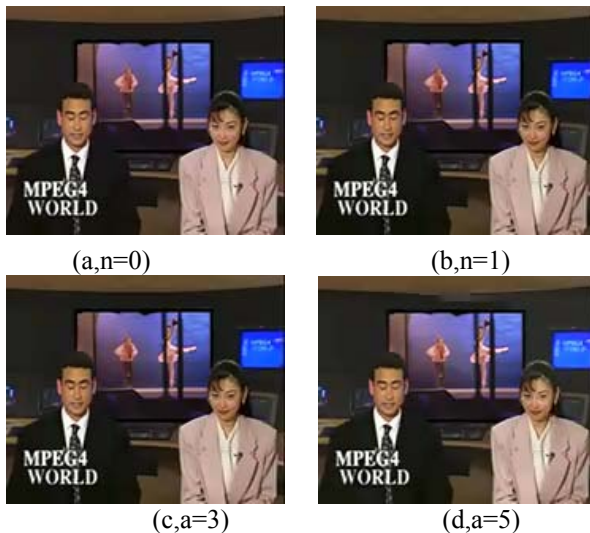 MPEG4
WORLD
MPEG4
WORLD
(a,n=0)
(b,n=1)
MPEG4
WORLD
MPEG4
WORLD
(c,a=3)
(d,a=5)